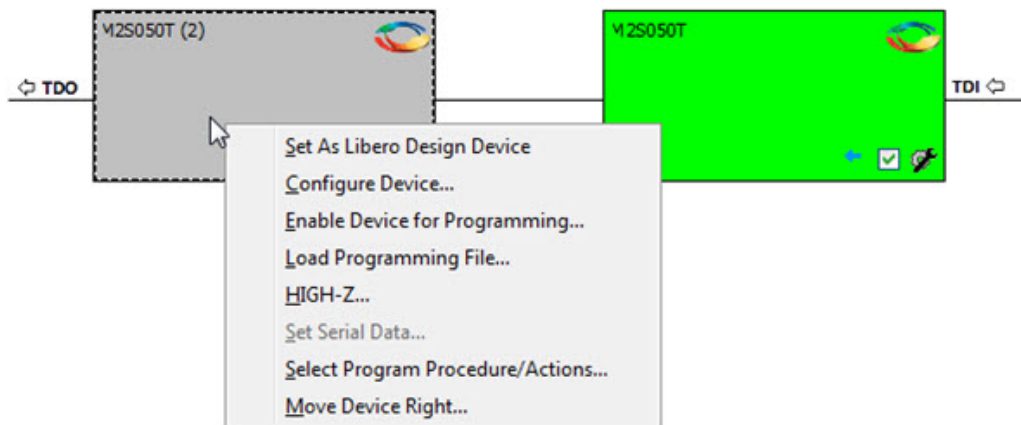 M2S050T (2)
M2S050T
TDO
TDI
Set As Libero Design Device
Configure Device...
Enable Device for Programming...
Load Programming File...
HIGH-Z...
Set Serial Data...
Select Program Procedure/Actions...
Move Device Right...